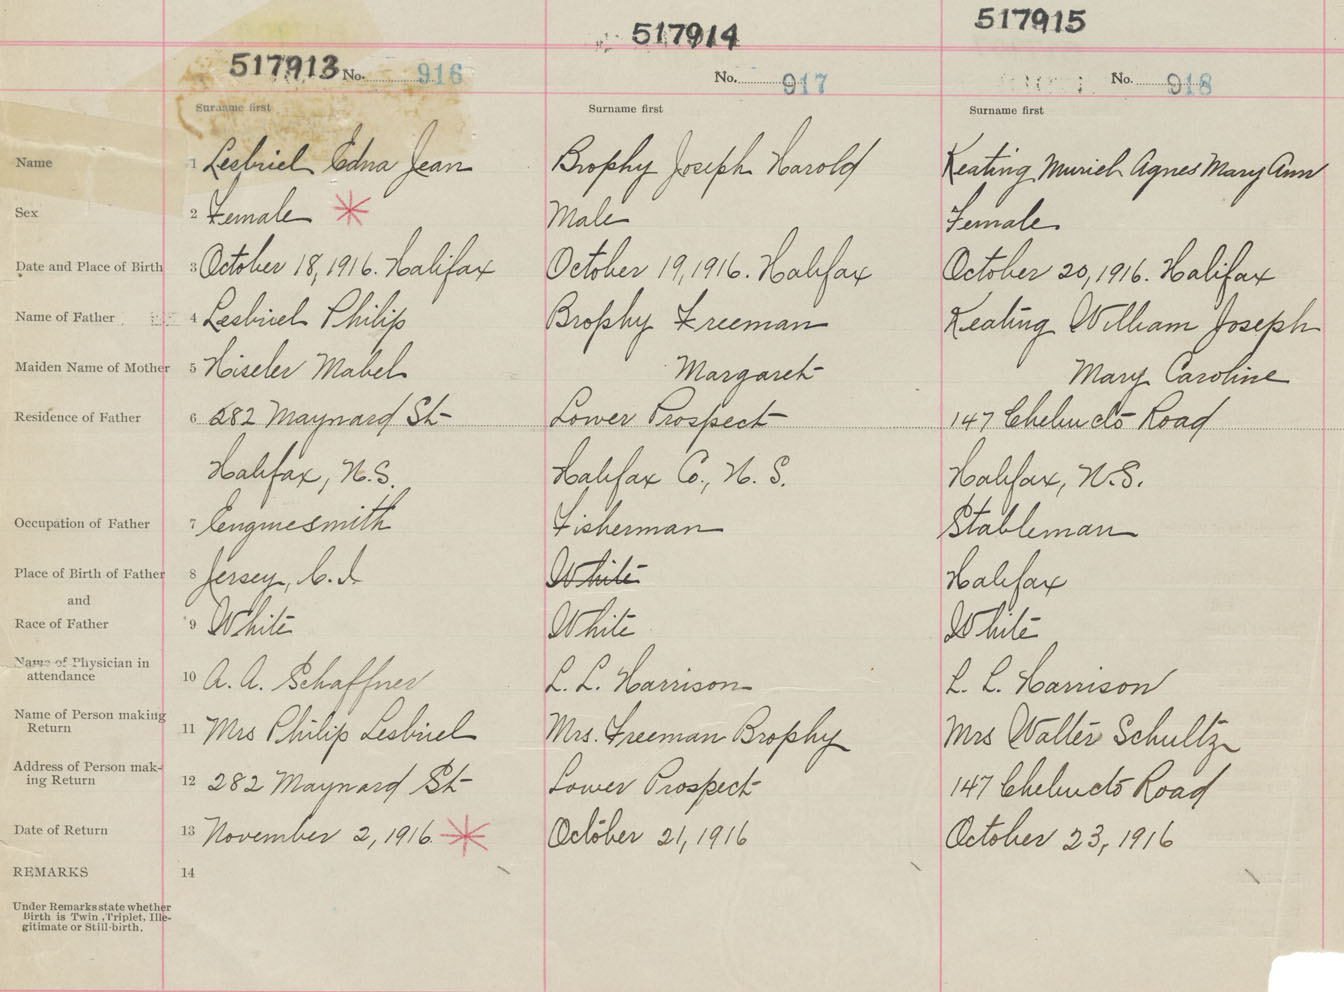 517913 517914 517915
No. 916 No. 917 No. 918
Surname first Surname first Surname first
Name 1 Lesbriel Edna Jean Brophy Joseph Harold Keating Muriel Agnes Mary Ann
Sex 2 Female Male Female
Date and Place of Birth 3 October 18, 1916. Halifax October 19, 1916. Halifax October 20, 1916. Halifax
Name of Father 4 Lesbriel Philip Brophy Freeman Keating William Joseph
Maiden Name of Mother 5 Hiseler Mabel Margaret Mary Caroline
Residence of Father 6 282 Maynard St Lower Prospect 147 Chebucto Road
Halifax, N.S. Halifax Co., N. S. Halifax, N.S.
Occupation of Father 7 Enginesmith Fisherman Stableman
Place of Birth of Father 8 Jersey, C.I. White Halifax
and
Race of Father 9 White White White
Name of Physician in
attendance 10 A. A. Schaffner L. L. Harrison L. L. Harrison
Name of Person making
Return 11 Mrs Philip Lesbriel Mrs. Freeman Brophy Mrs Walter Schultz
Address of Person mak-
ing Return 12 282 Maynard St Lower Prospect 147 Chebucto Road
Date of Return 13 November 2, 1916 October 21, 1916 October 23, 1916
REMARKS 14
Under Remarks state whether
Birth is Twin, Triplet, Ille-
gitimate or Still-birth.